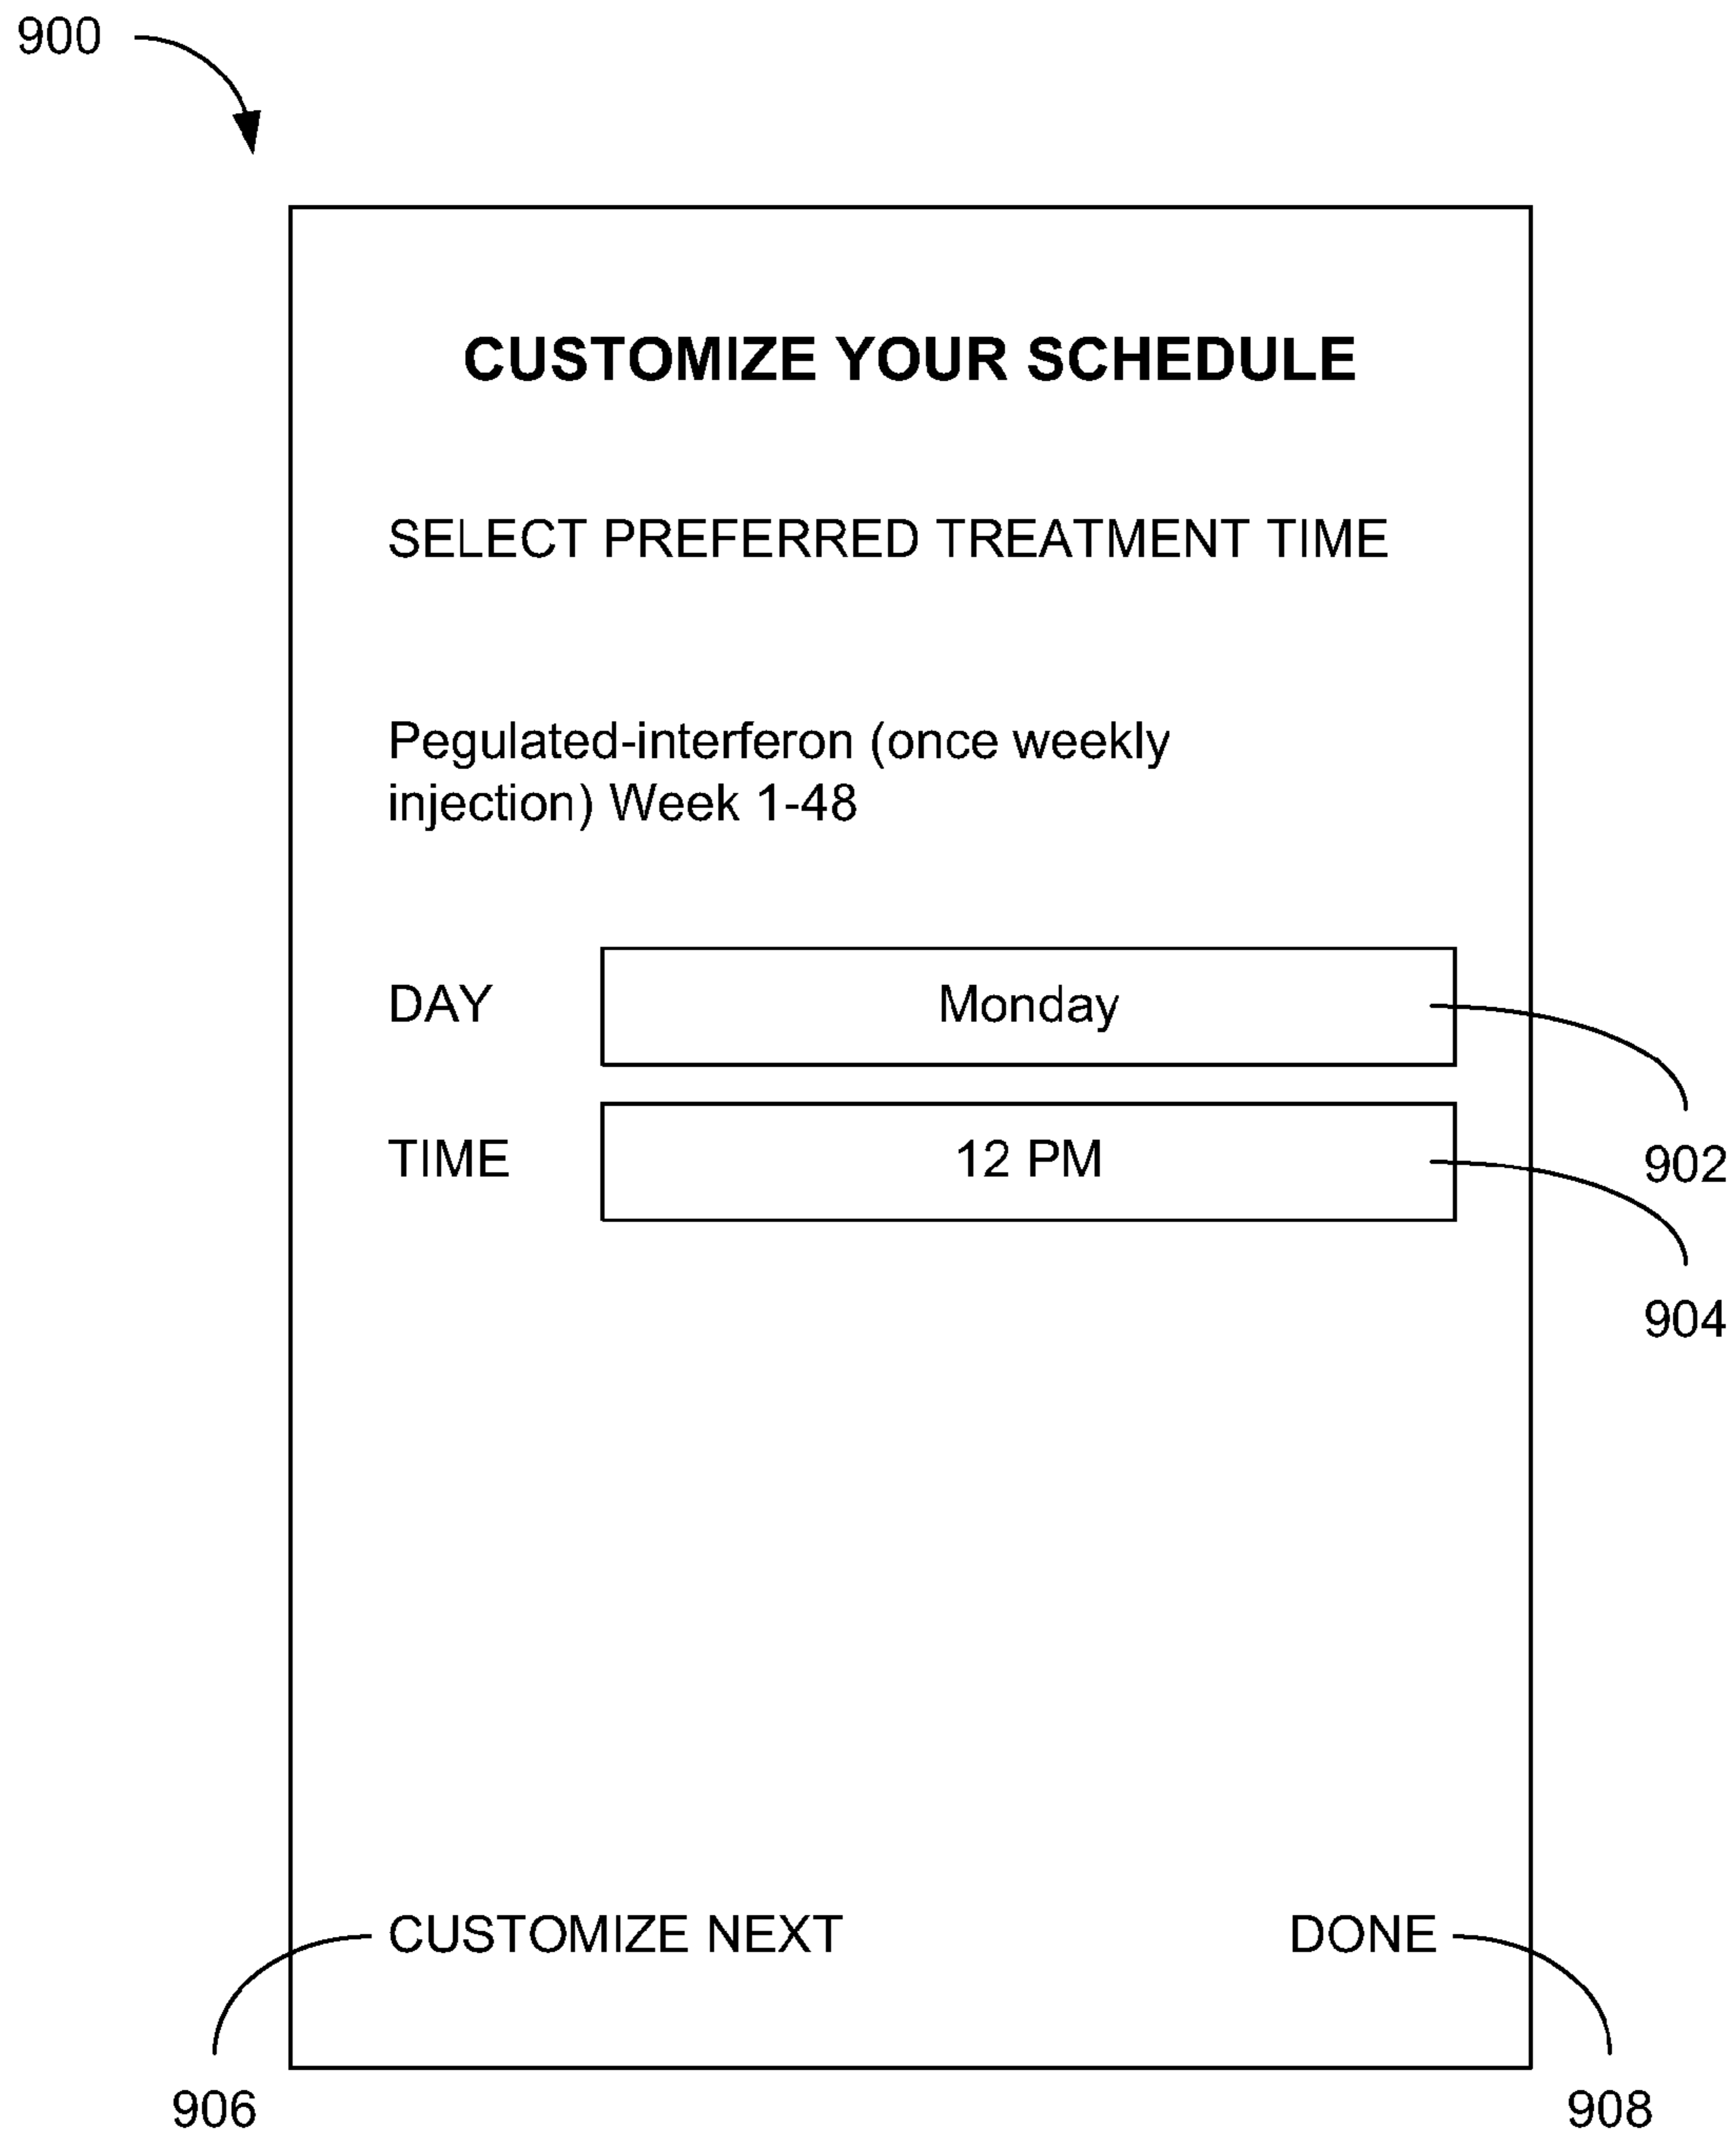 900
CUSTOMIZE YOUR SCHEDULE
SELECT PREFERRED TREATMENT TIME
Pegulated-interferon (once weekly
injection) Week 1-48
DAY Monday
902
TIME 12 PM
904
CUSTOMIZE NEXT DONE
906 908